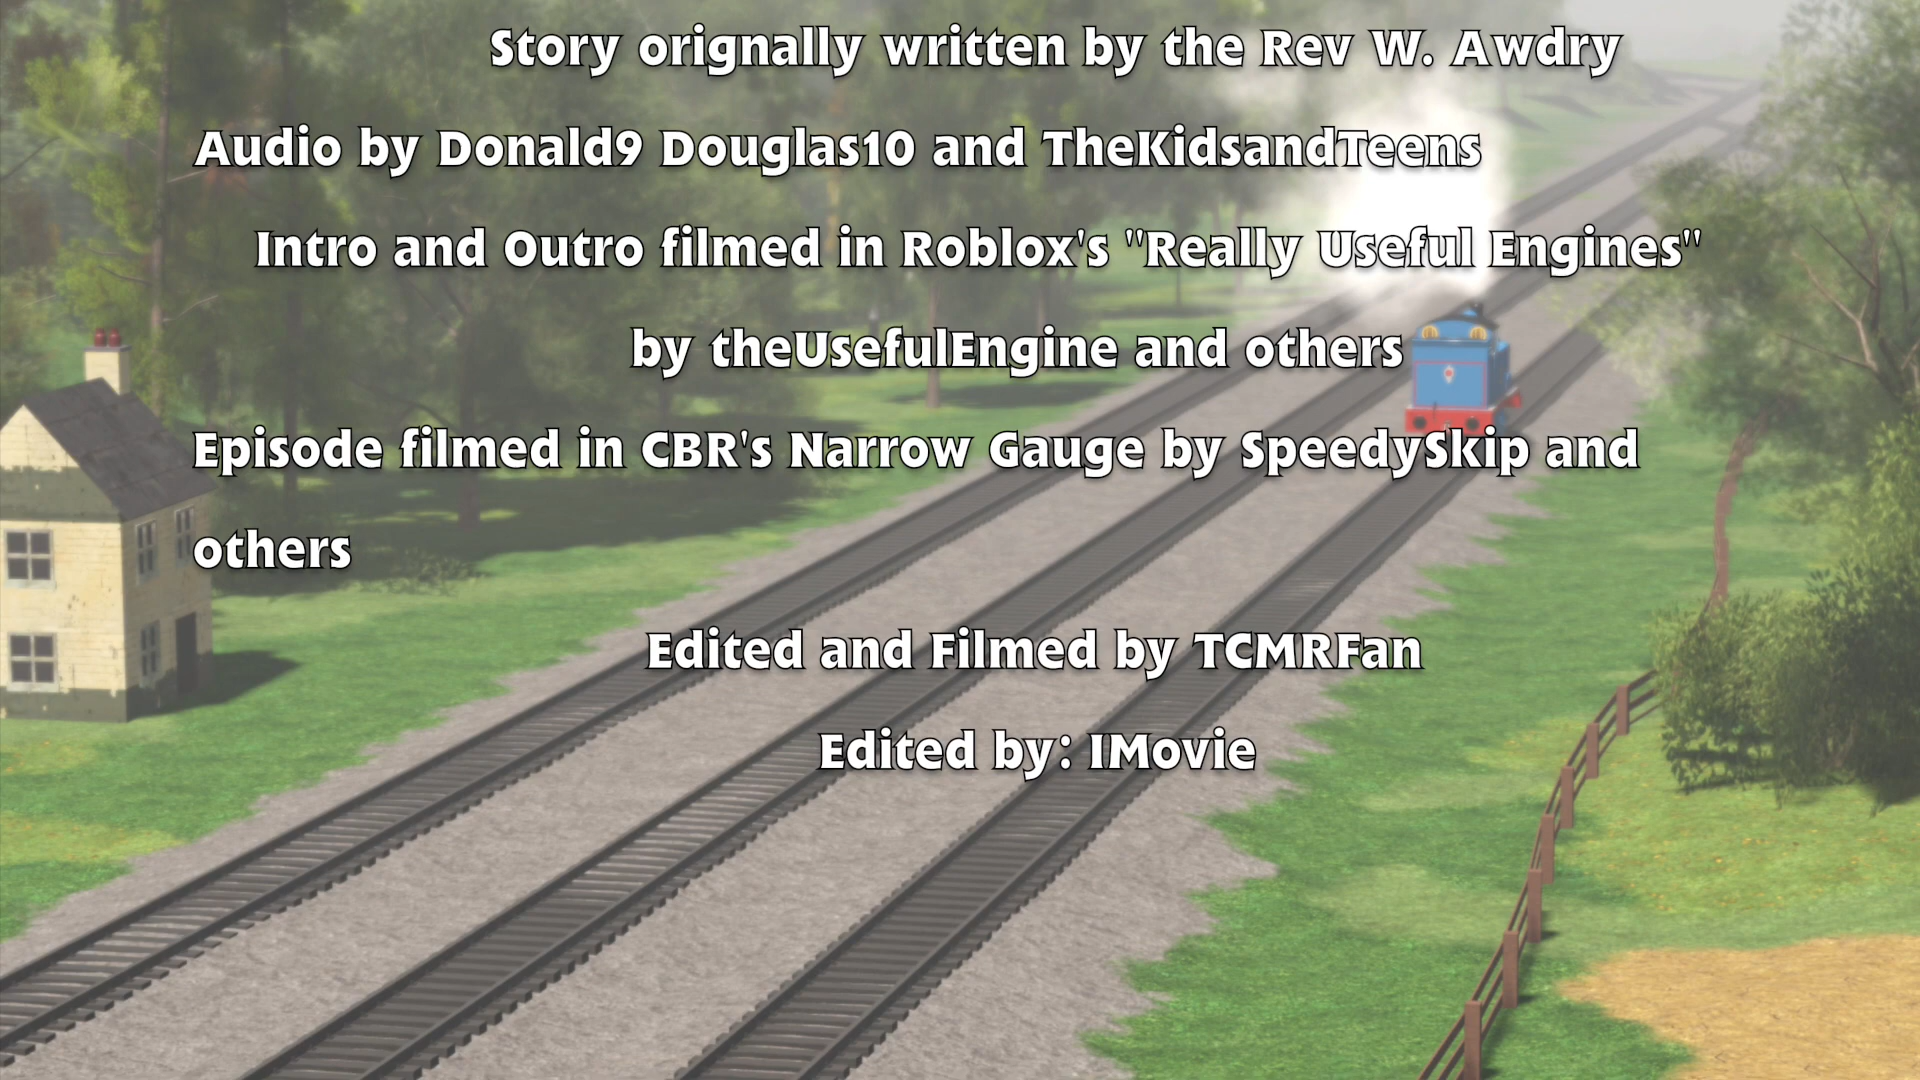 Story orignally written by the Rev W. Awdry
Audio by Donald9 Douglas10 and TheKidsandTeens
Intro and Outro filmed in Roblox's "Really Useful Engines"
by theUsefulEngine and others
Episode filmed in CBR's Narrow Gauge by SpeedySkip and
others
Edited and Filmed by TCMRFan
Edited by: IMovie